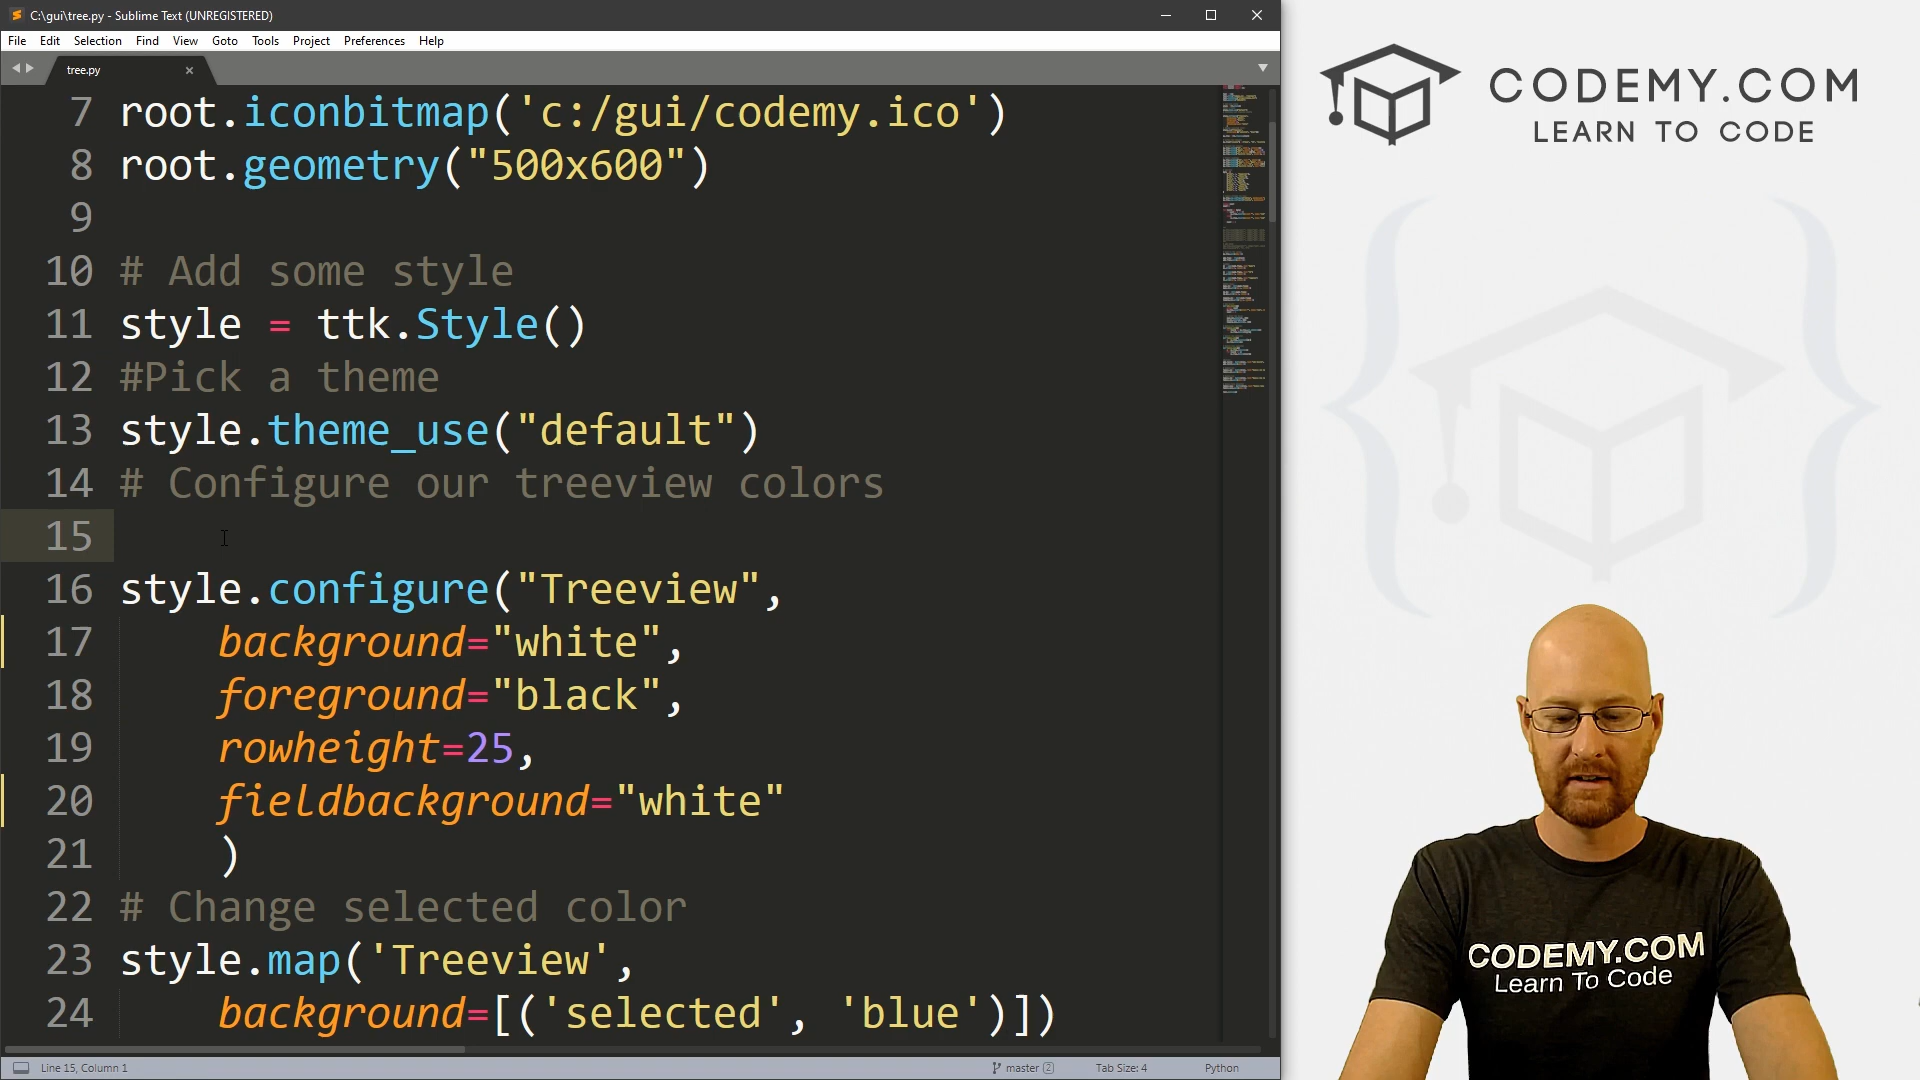 C:\gui\tree.py - Sublime Text (UNREGISTERED)
File Edit Selection Find View Goto Tools Project Preferences Help
tree.py
7 root.iconbitmap('c:/gui/codemy.ico')
8 root.geometry("500x600")
9
10 # Add some style
11 style = ttk.Style()
12 #Pick a theme
13 style.theme_use("default")
14 # Configure our treeview colors
15
16 style.configure("Treeview",
17 background="white",
18 foreground="black",
19 rowheight=25,
20 fieldbackground="white"
21 )
22 # Change selected color
23 style.map('Treeview',
24 background=[('selected', 'blue')])
Line 15, Column 1
master 2
Tab Size: 4
Python
CODEMY.COM
LEARN TO CODE
CODEMY.COM
Learn To Code